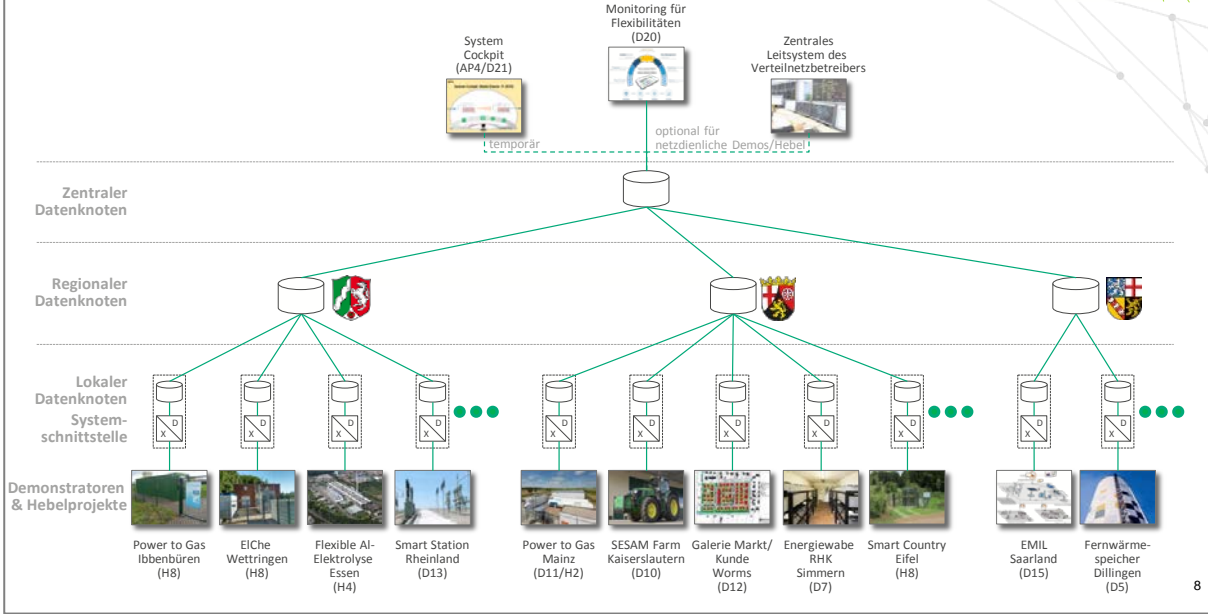 Monitoring für
Flexibilitäten
(D20)
System
Cockpit
(AP4/D21)
Zentrales
Leitsystem des
Verteilnetzbetreibers
temporär
optional für
netzdienliche Demos/Hebel
Zentraler
Datenknoten
Regionaler
Datenknoten
Lokaler
Datenknoten
System-
schnittstelle
D
X
D
X
D
X
D
X
D
X
D
X
D
X
D
X
D
X
D
X
D
X
Demonstratoren
& Hebelprojekte
Power to Gas
Ibbenbüren
(H8)
ElChe
Wettringen
(H8)
Flexible Al-
Elektrolyse
Essen
(H4)
Smart Station
Rheinland
(D13)
Power to Gas
Mainz
(D11/H2)
SESAM Farm
Kaiserslautern
(D10)
Galerie Markt/
Kunde
Worms
(D12)
Energiewabe
RHK
Simmern
(D7)
Smart Country
Eifel
(H8)
EMIL
Saarland
(D15)
Fernwärme-
speicher
Dillingen
(D5)
8